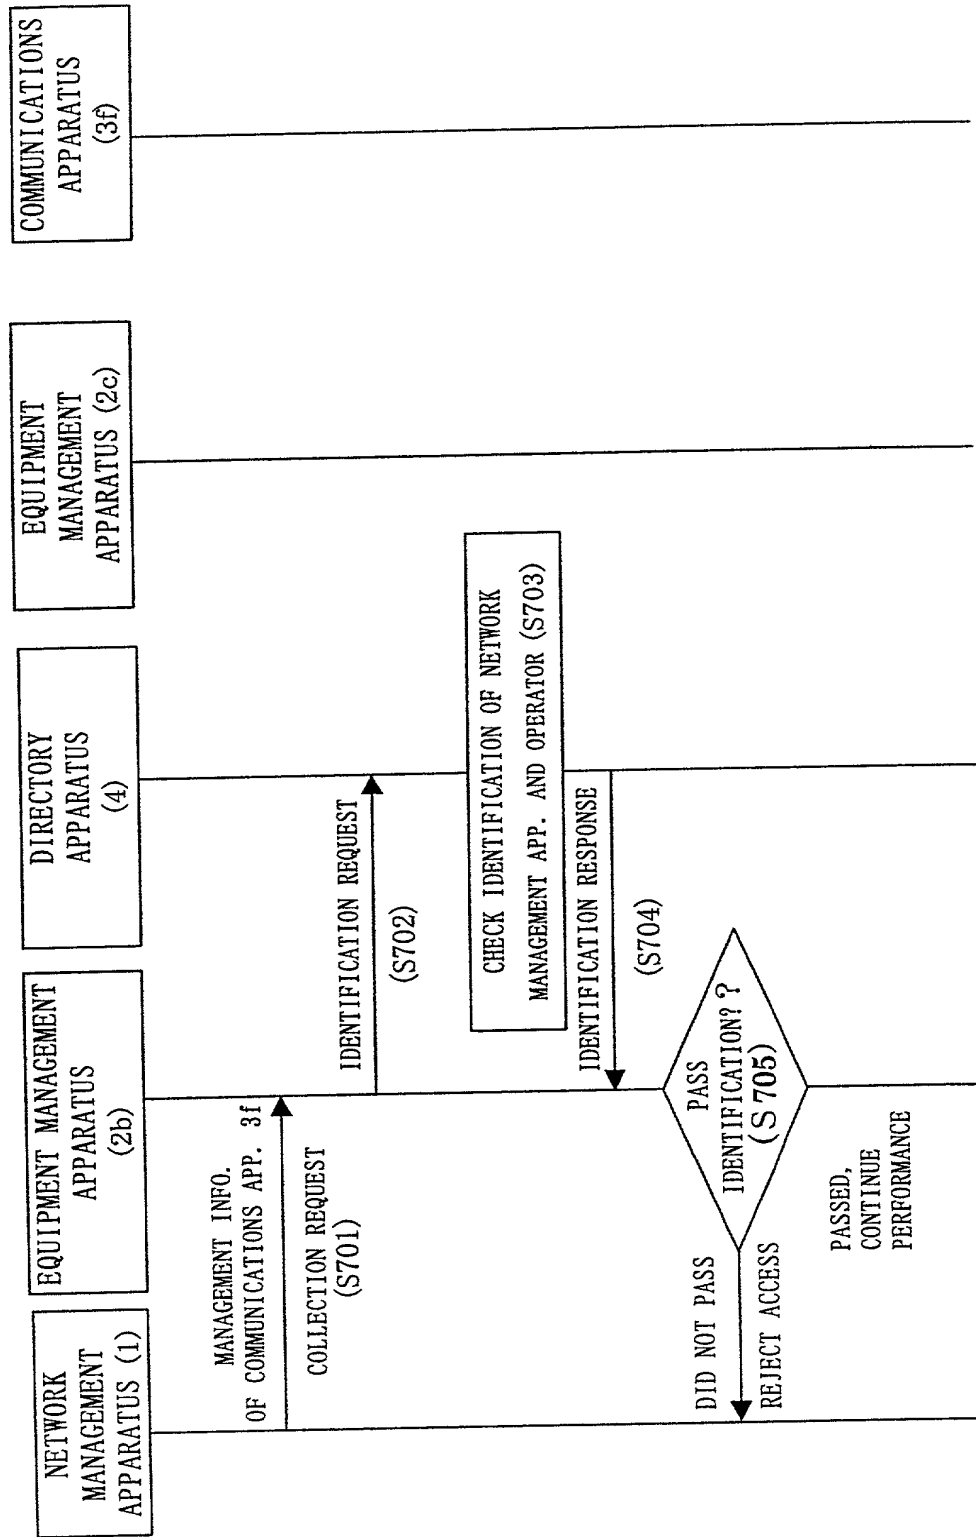 NETWORK
MANAGEMENT
APPARATUS (1)
EQUIPMENT MANAGEMENT
APPARATUS
(2b)
DIRECTORY
APPARATUS
(4)
EQUIPMENT
MANAGEMENT
APPARATUS (2c)
COMMUNICATIONS
APPARATUS
(3f)
MANAGEMENT INFO.
OF COMMUNICATIONS APP. 3f
COLLECTION REQUEST
(S701)
IDENTIFICATION REQUEST
(S702)
CHECK IDENTIFICATION OF NETWORK
MANAGEMENT APP. AND OPERATOR (S703)
IDENTIFICATION RESPONSE
(S704)
PASS
IDENTIFICATION??
(S705)
DID NOT PASS
REJECT ACCESS
PASSED,
CONTINUE
PERFORMANCE